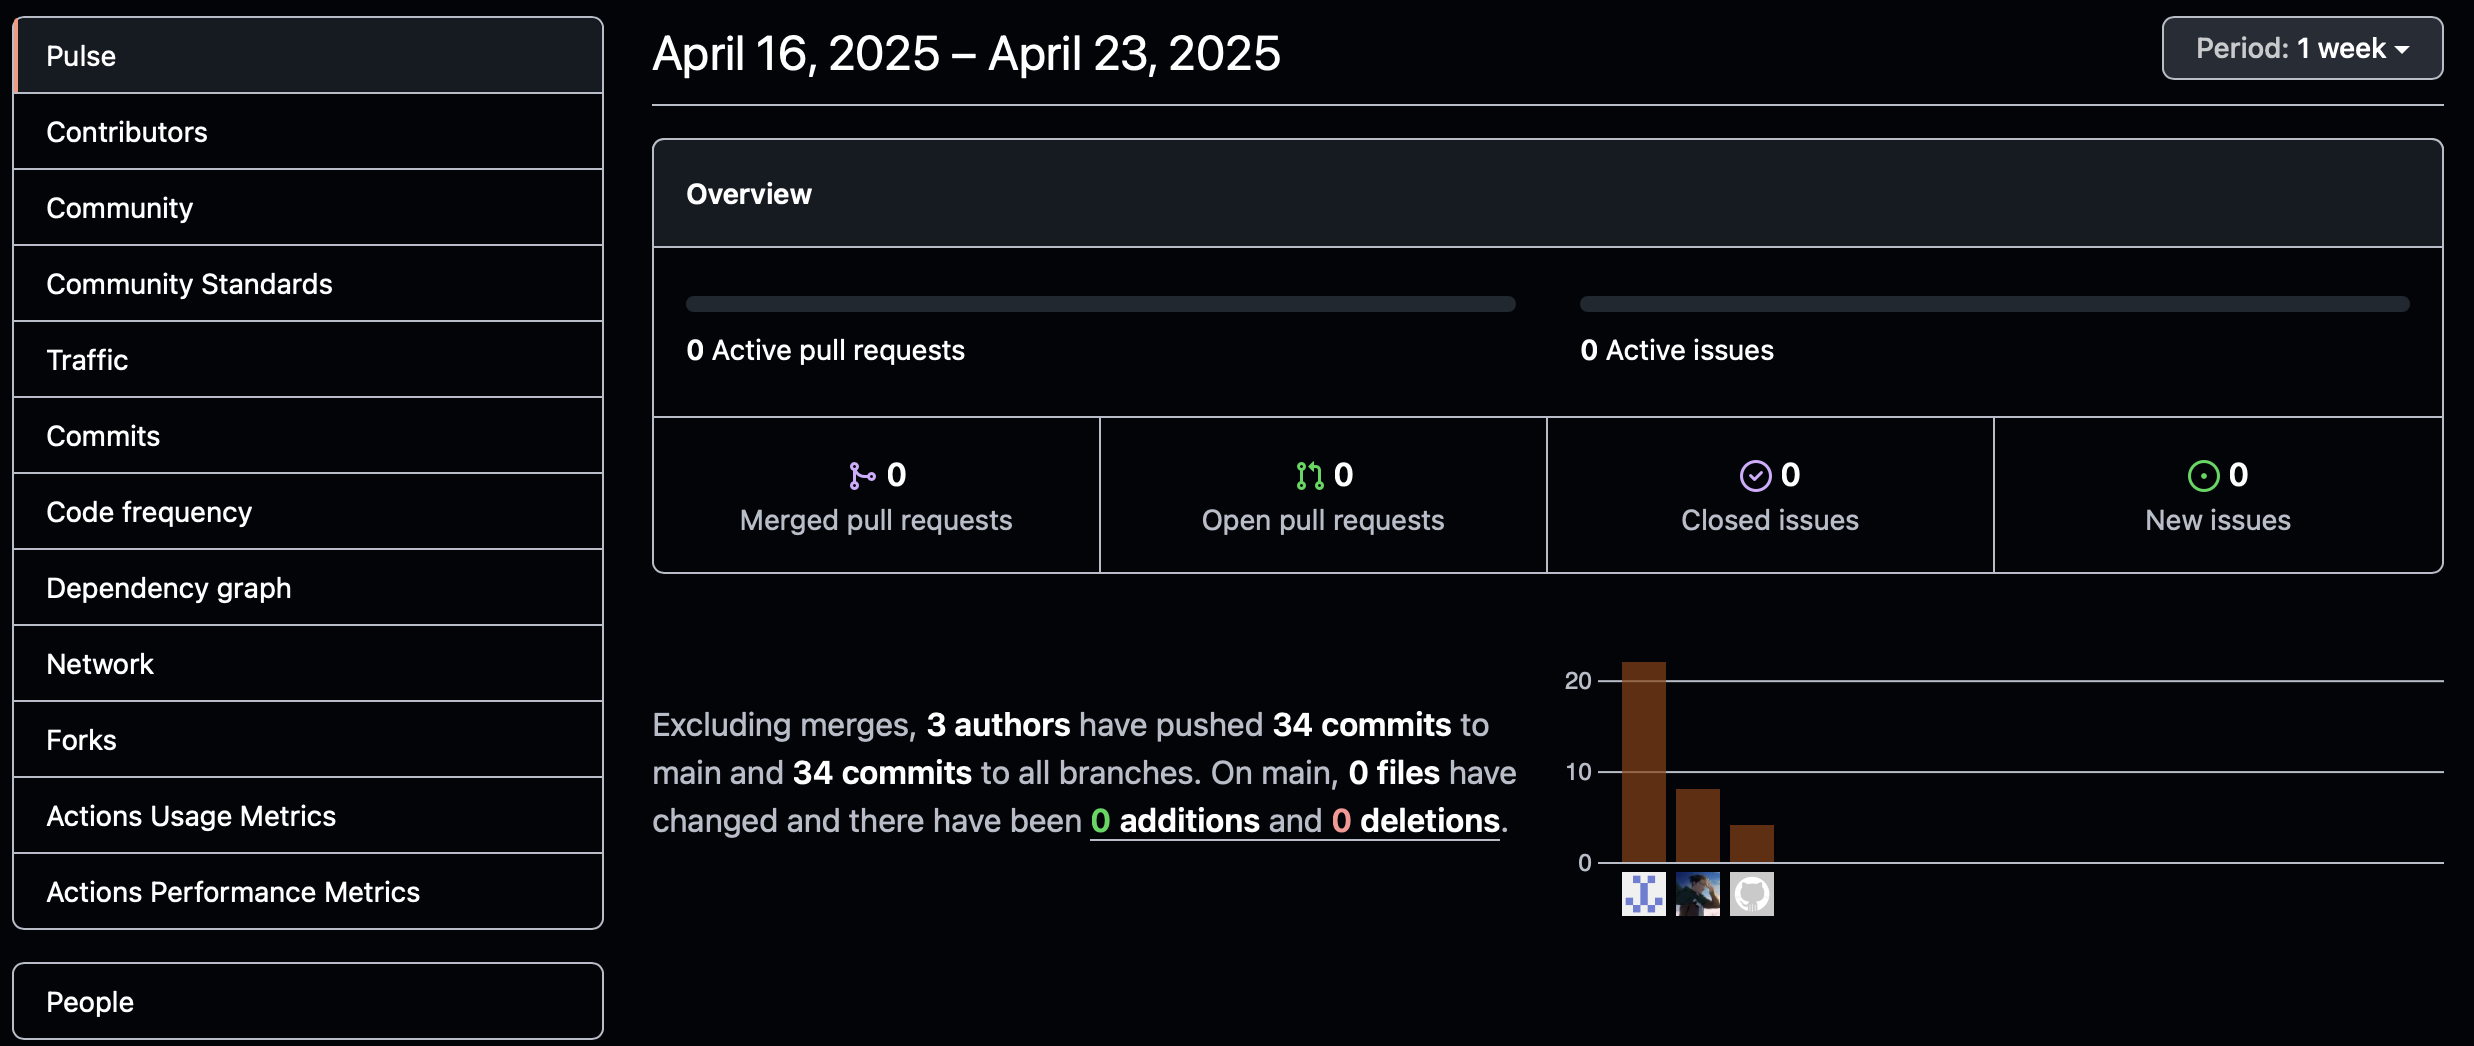 Pulse
Contributors
Community
Community Standards
Traffic
Commits
Code frequency
Dependency graph
Network
Forks
Actions Usage Metrics
Actions Performance Metrics
People
April 16, 2025 – April 23, 2025
Period: 1 week
Overview
0 Active pull requests
0 Active issues
0
Merged pull requests
0
Open pull requests
0
Closed issues
0
New issues
Excluding merges, 3 authors have pushed 34 commits to
main and 34 commits to all branches. On main, 0 files have
changed and there have been 0 additions and 0 deletions.
20
10
0